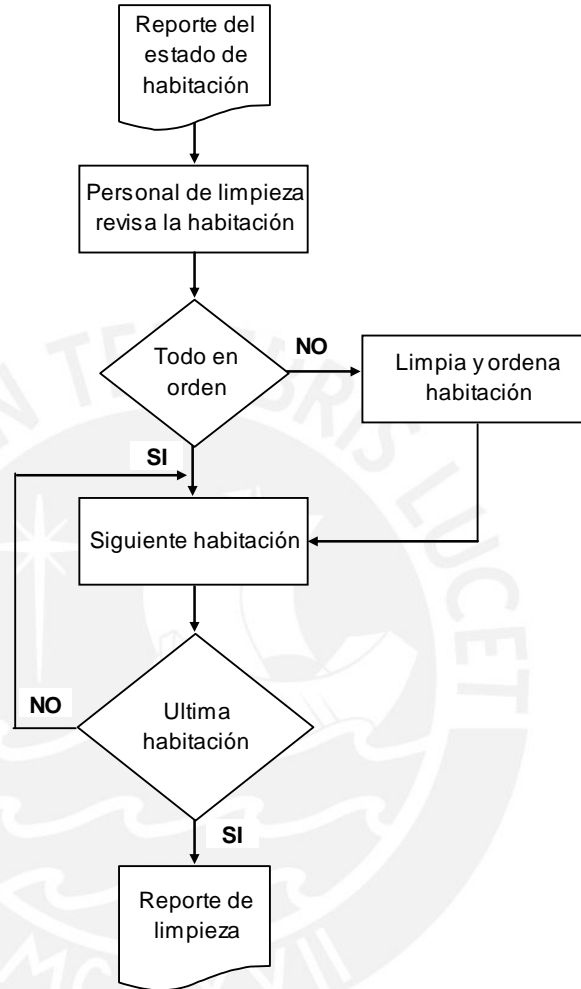 Reporte del
estado de
habitación
Personal de limpieza
revisa la habitación
Todo en
orden
NO
Limpia y ordena
habitación
SI
Siguiente habitación
NO
Ultima
habitación
SI
Reporte de
limpieza